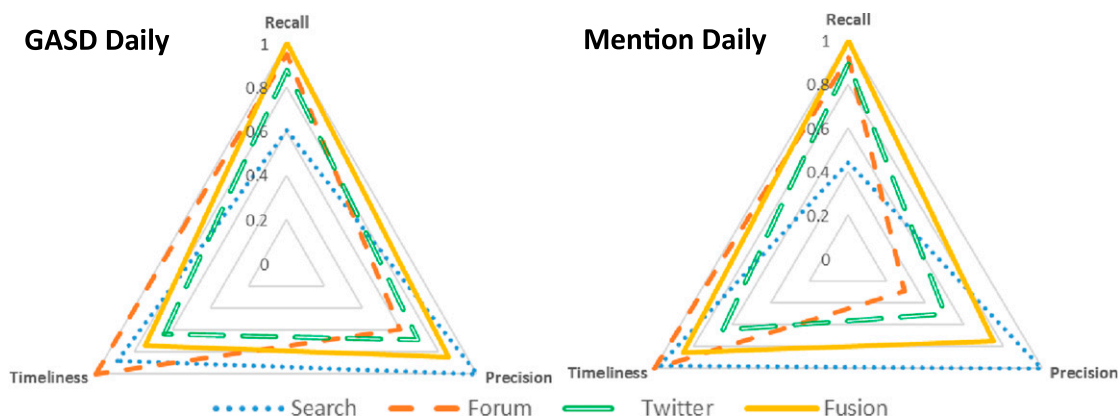 GASD Daily
Recall
1
0.8
0.6
0.4
0.2
0
Timeliness
Precision
Mention Daily
Recall
1
0.8
0.6
0.4
0.2
0
Timeliness
Precision
Search Forum Twitter Fusion